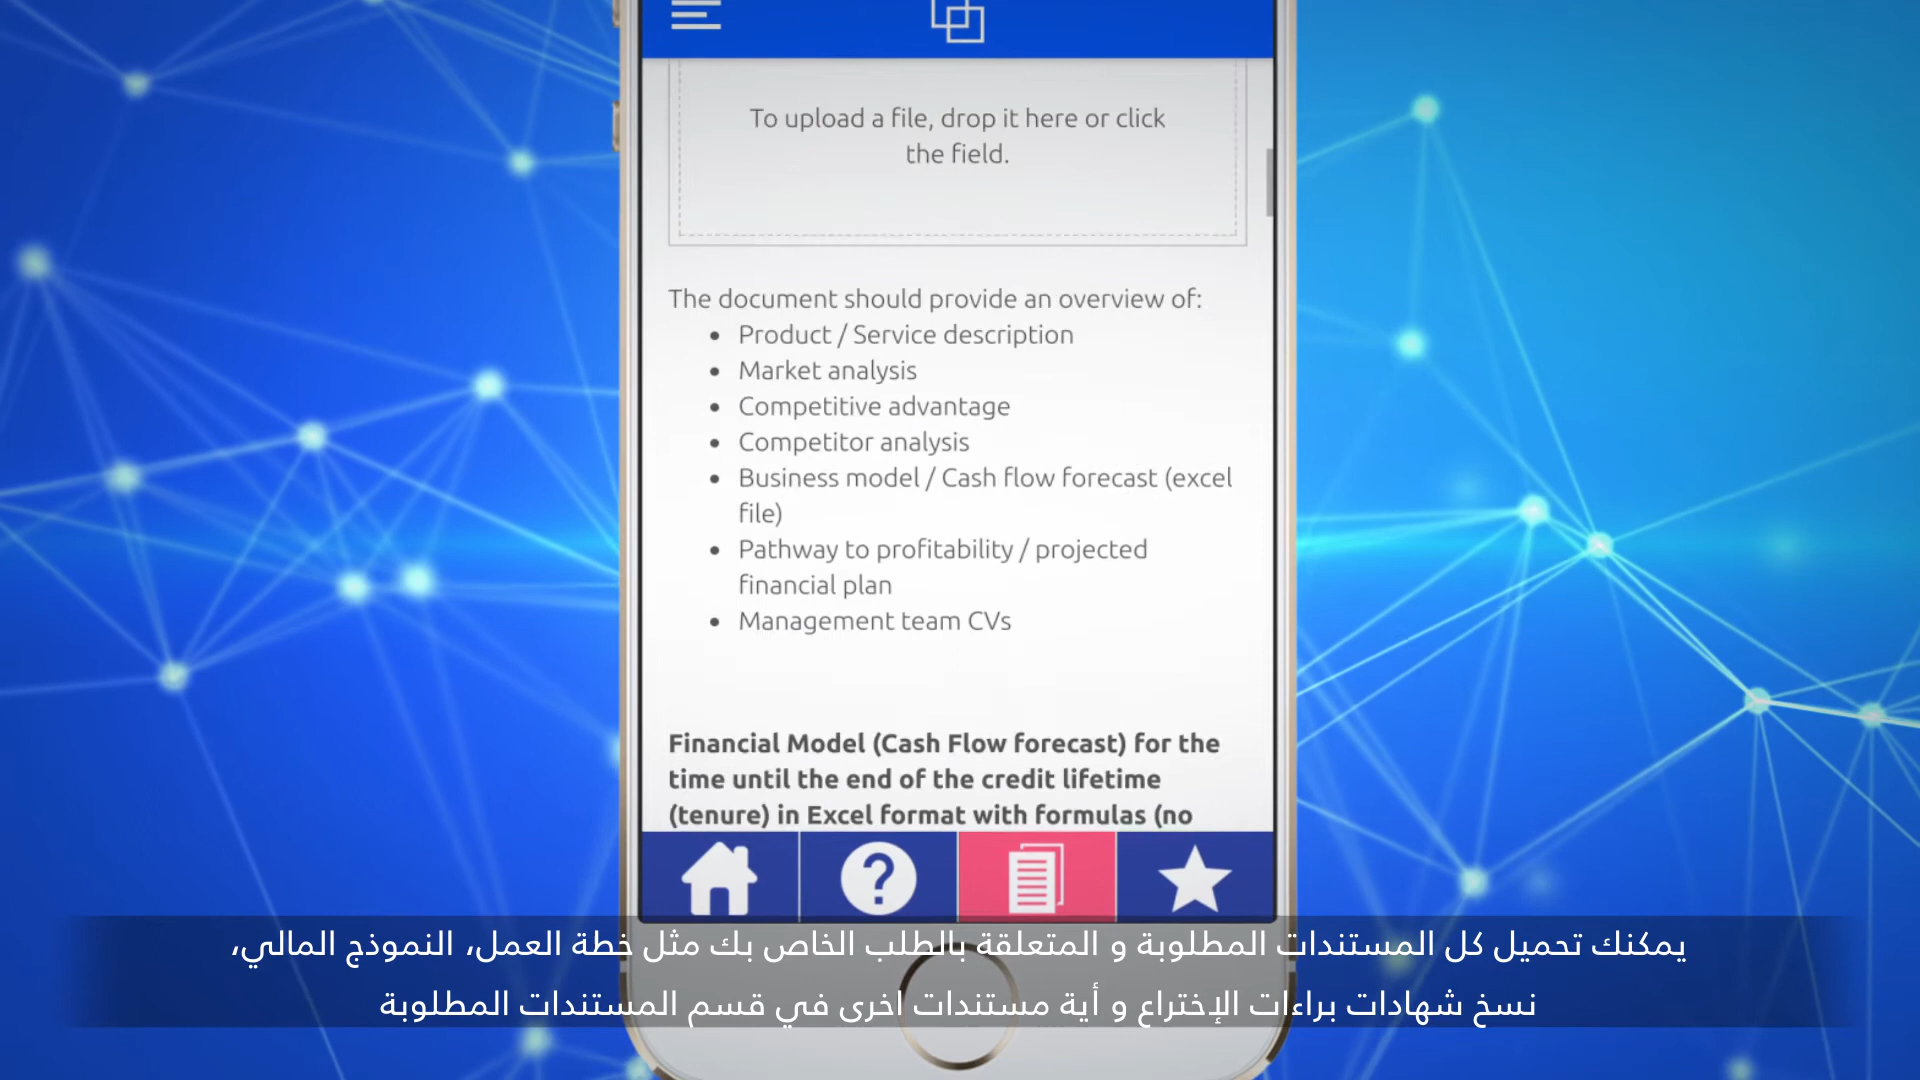 To upload a file, drop it here or click
the field.
The document should provide an overview of:
• Product / Service description
• Market analysis
• Competitive advantage
• Competitor analysis
• Business model / Cash flow forecast (excel
file)
• Pathway to profitability / projected
financial plan
• Management team CVs
Financial Model (Cash Flow forecast) for the
time until the end of the credit lifetime
(tenure) in Excel format with formulas (no
يمكنك تحميل كل المستندات المطلوبة و المتعلقة بالطلب الخاص بك مثل خطة العمل، النموذج المالي،
نسخ شهادات براءات الإختراع و أية مستندات اخرى في قسم المستندات المطلوبة